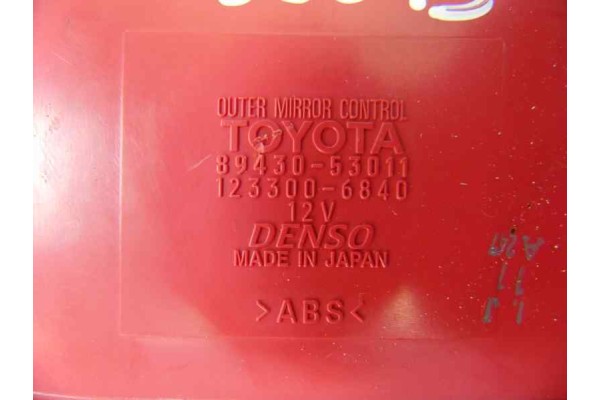 OUTER MIRROR CONTROL
TOYOTA
89430-53011
123300-6840
12V
DENSO
MADE IN JAPAN
>ABS<